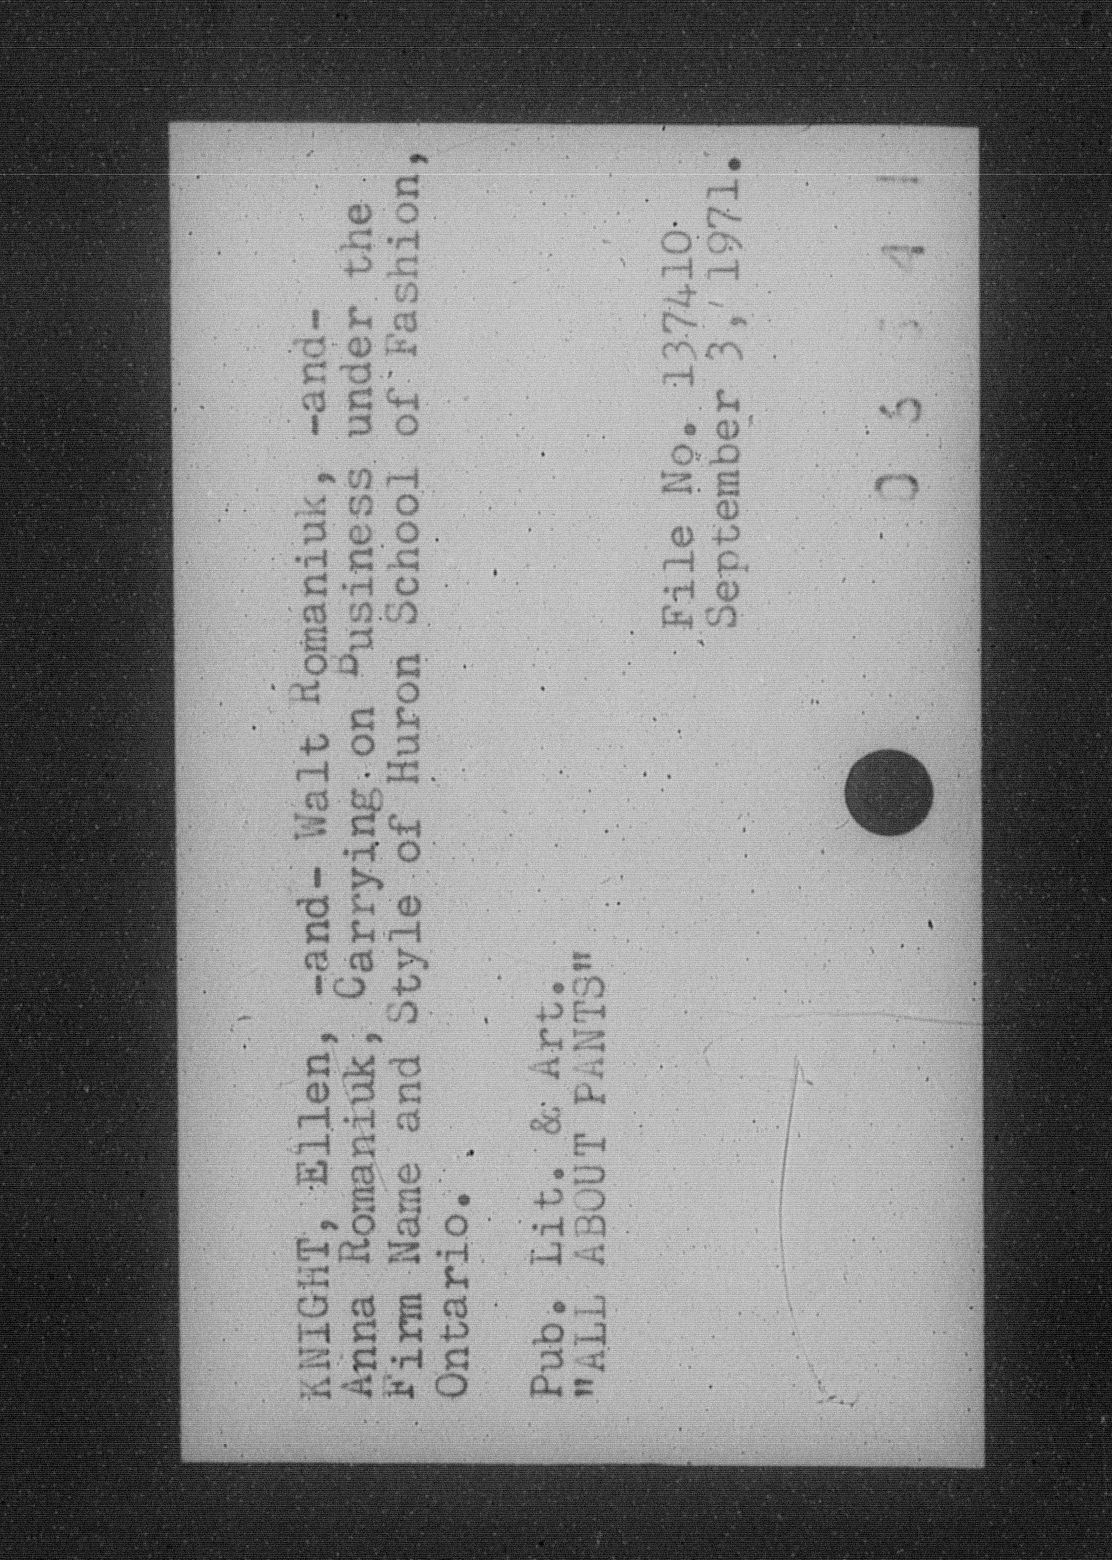 KNIGHT, Ellen, -and- Walt Romaniuk, -and-
Anna Romaniuk, Carrying on Business under the
Firm Name and Style of Huron School of Fashion,
Ontario.
Pub. Lit. & Art.
"ALL ABOUT PANTS"
File No. 137410
September 3, 1971.